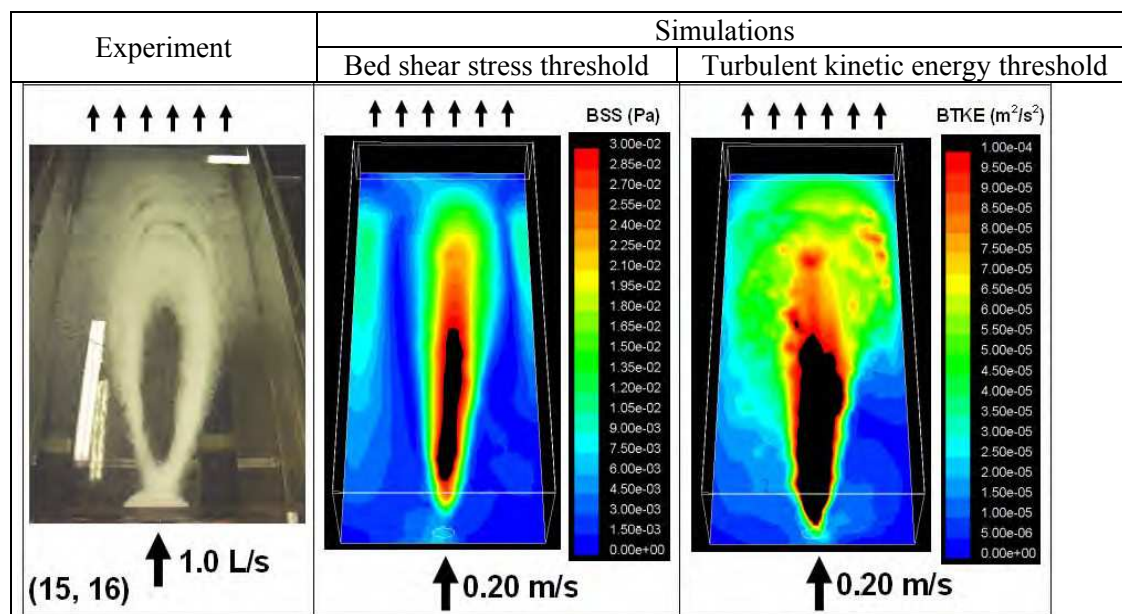 Experiment
Simulations
Bed shear stress threshold
Turbulent kinetic energy threshold
BSS (Pa)
3.00e-02
2.85e-02
2.70e-02
2.55e-02
2.40e-02
2.25e-02
2.10e-02
1.95e-02
1.80e-02
1.65e-02
1.50e-02
1.35e-02
1.20e-02
1.05e-02
9.00e-03
7.50e-03
6.00e-03
4.50e-03
3.00e-03
1.50e-03
0.00e+00
BTKE (m²/s²)
1.00e-04
9.50e-05
9.00e-05
8.50e-05
8.00e-05
7.50e-05
7.00e-05
6.50e-05
6.00e-05
5.50e-05
5.00e-05
4.50e-05
4.00e-05
3.50e-05
3.00e-05
2.50e-05
2.00e-05
1.50e-05
1.00e-05
5.00e-06
0.00e+00
1.0 L/s
(15, 16)
0.20 m/s
0.20 m/s